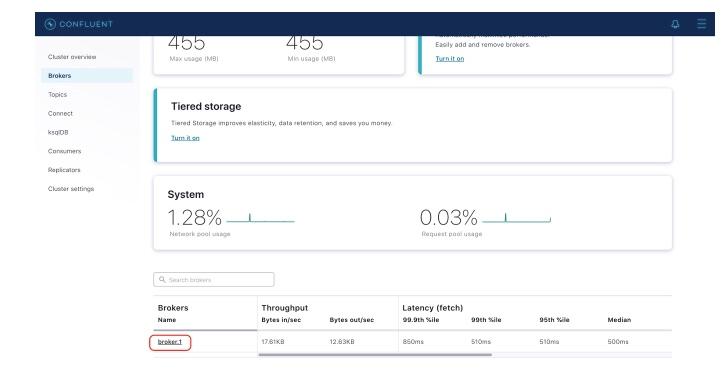 CONFLUENT
Cluster overview
Brokers
Topics
Connect
ksqlDB
Consumers
Replicators
Cluster settings
455 455
Max usage (MB) Min usage (MB)
Easily add and remove brokers.
Turn it on
Tiered storage
Tiered Storage improves elasticity, data retention, and saves you money.
Turn it on
System
1.28% 0.03%
Network pool usage Request pool usage
Search brokers
Brokers Throughput Latency (fetch)
Name Bytes in/sec Bytes out/sec 99.9th %ile 99th %ile 95th %ile Median
broker.1 17.61KB 12.63KB 850ms 510ms 510ms 500ms